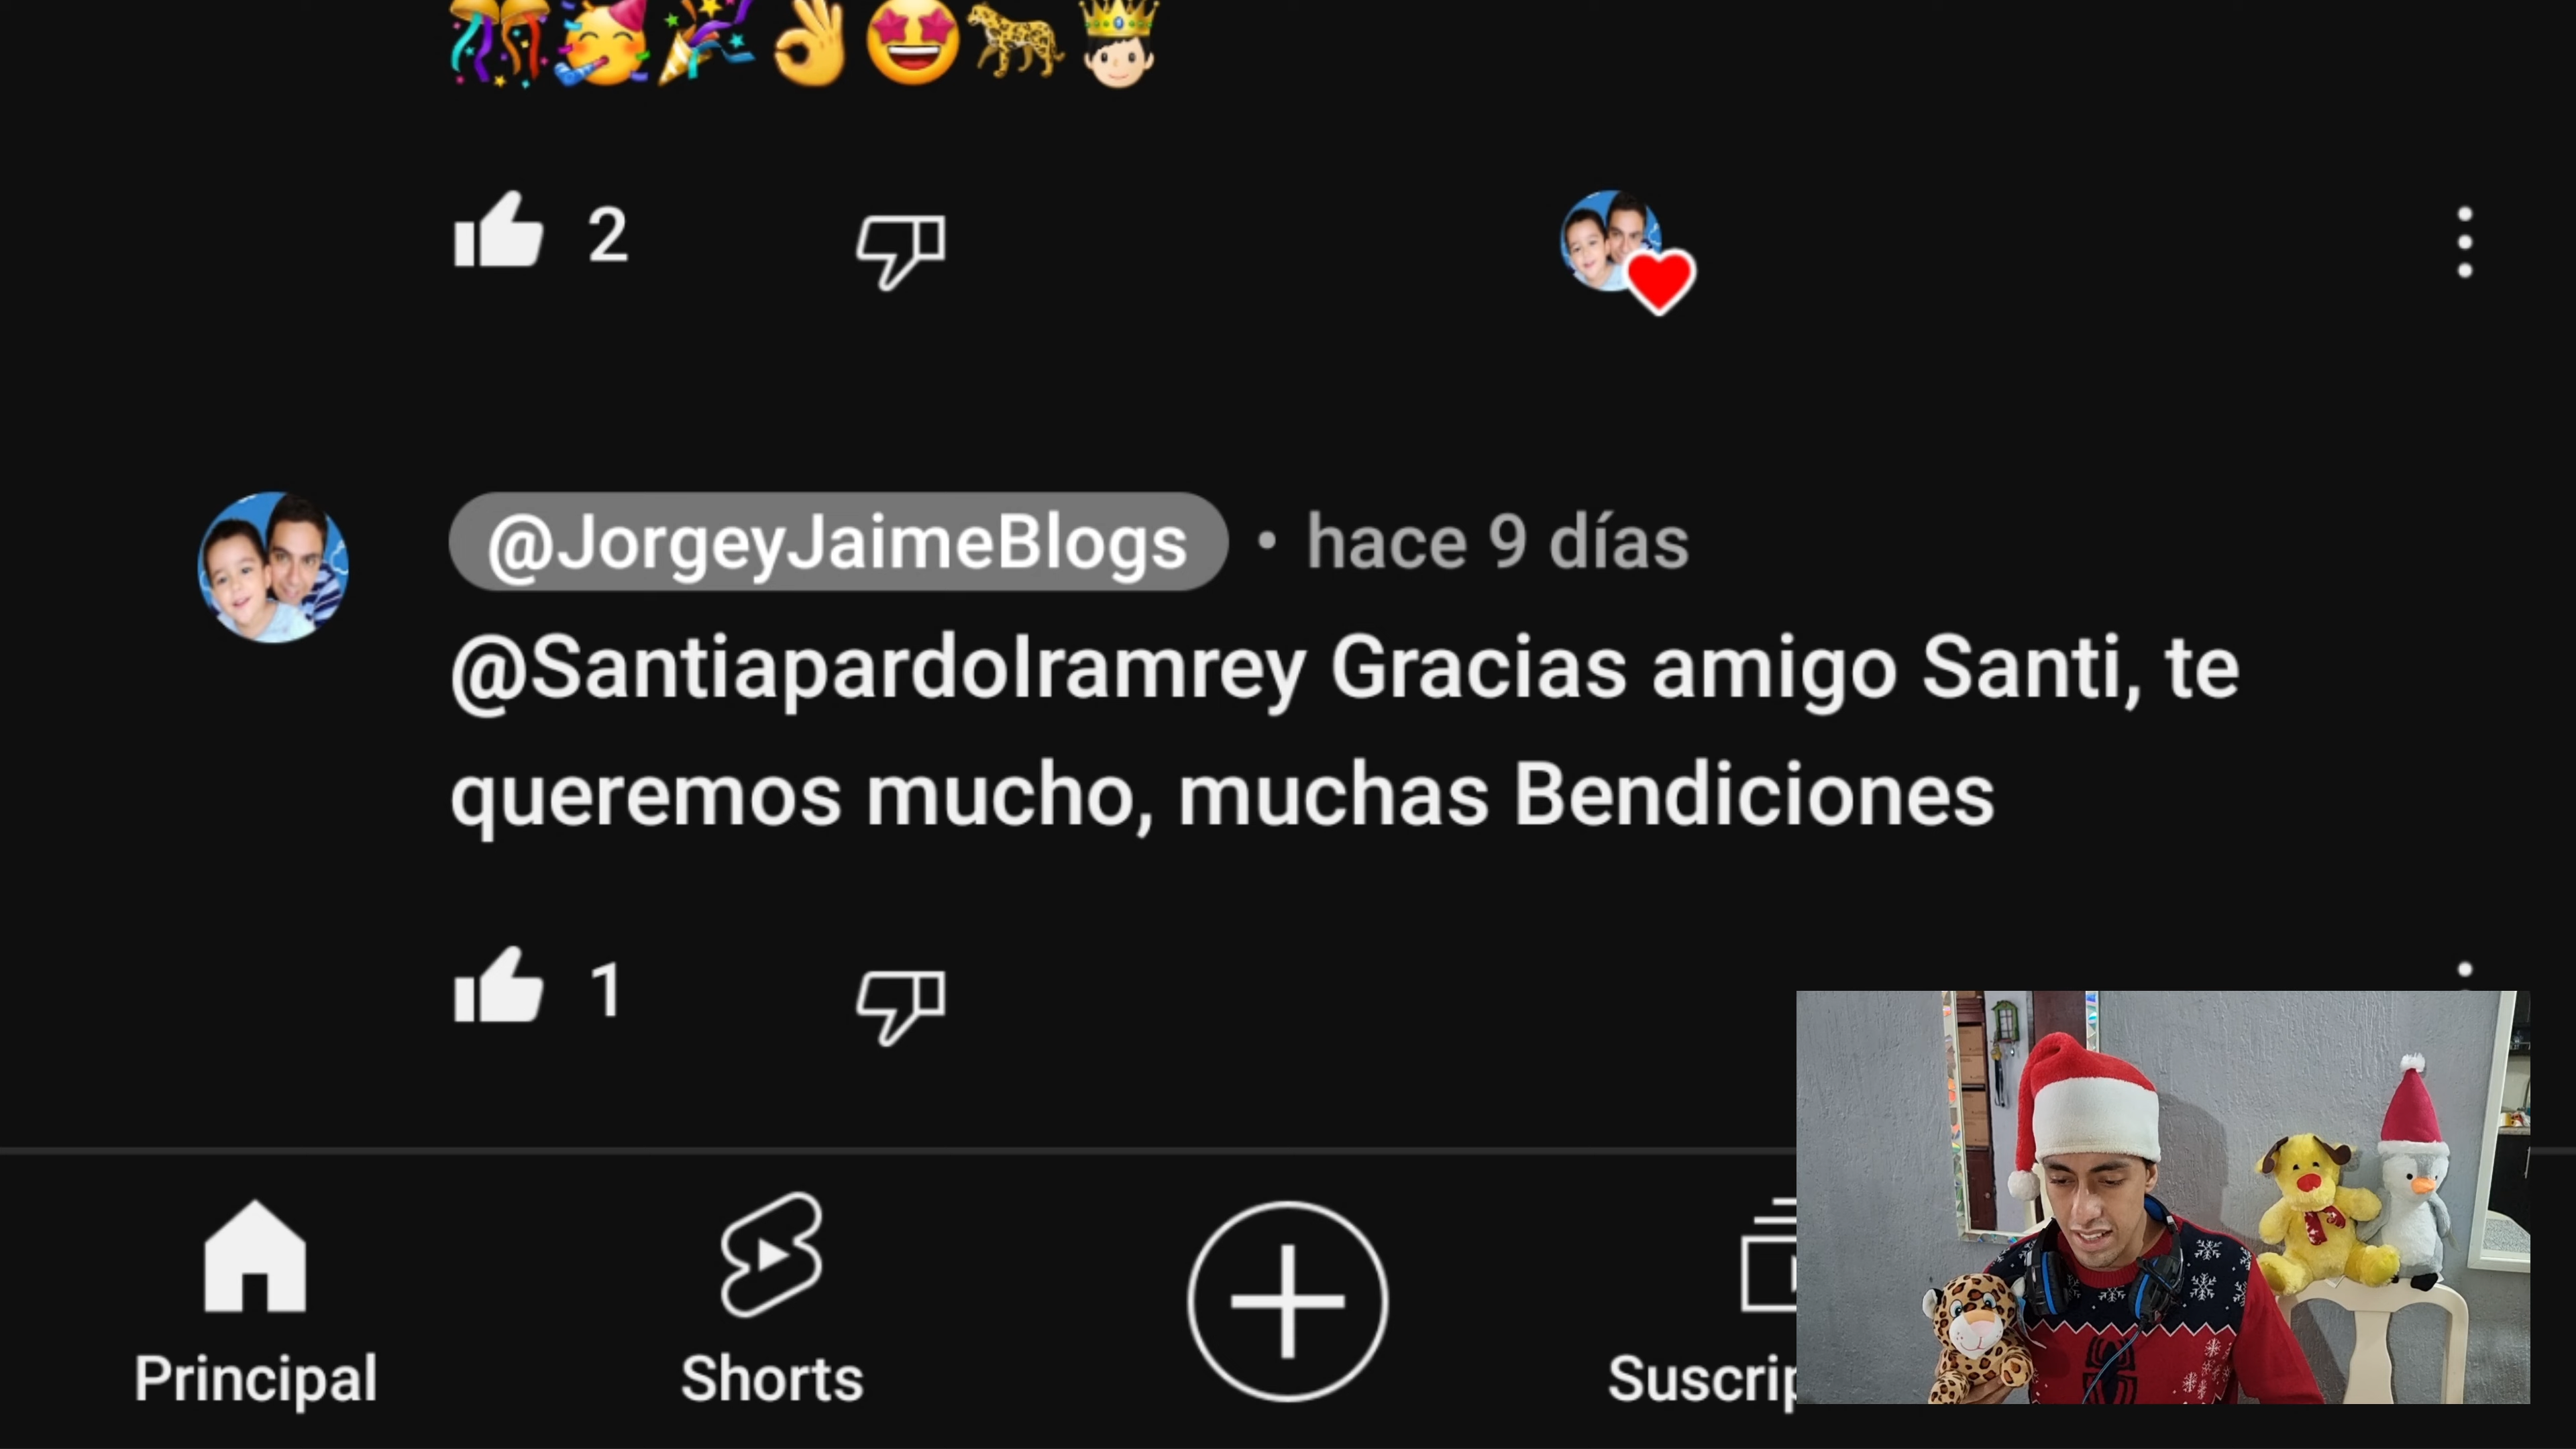 2
@JorgeyJaimeBlogs • hace 9 días
@SantiapardoIramrey Gracias amigo Santi, te
queremos mucho, muchas Bendiciones
1
Principal Shorts Suscrip